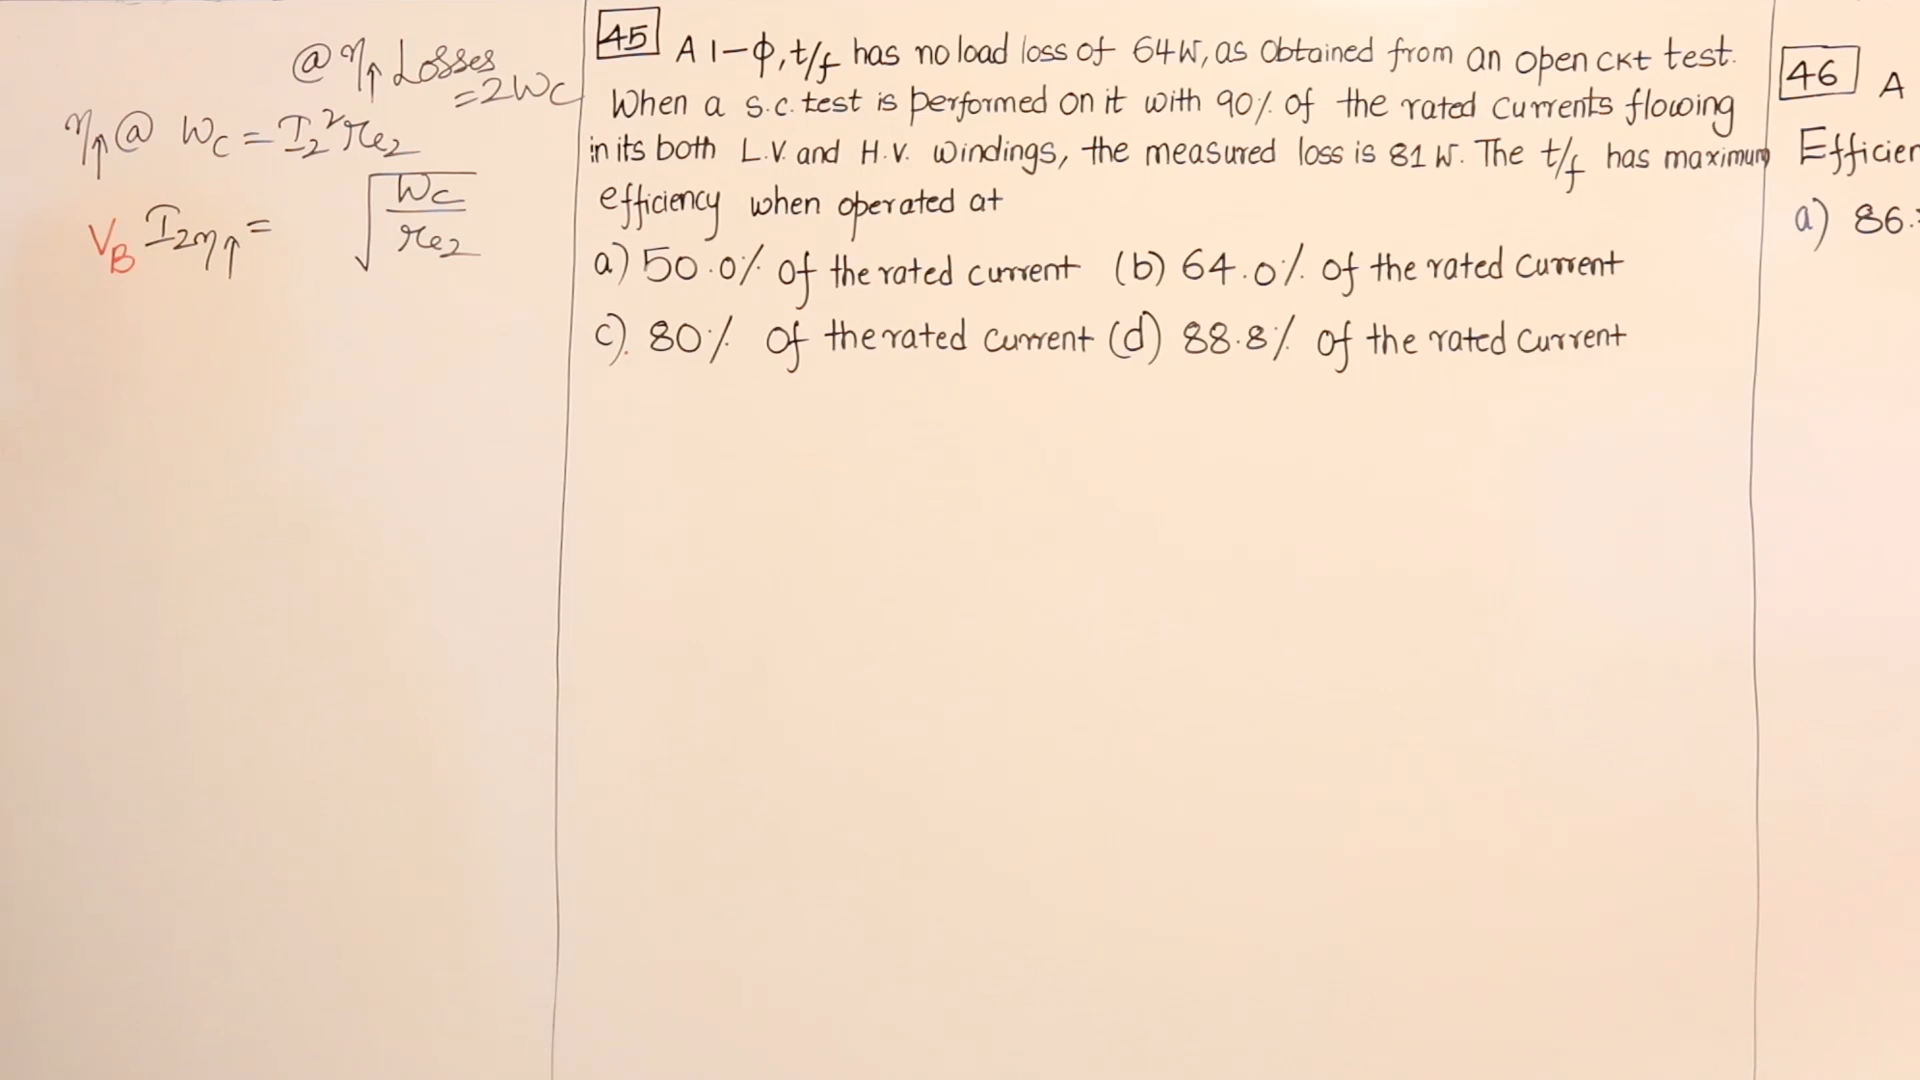 @ η↑ Losses
= 2Wc
η↑ @ Wc = I₂²re₂
V_B I₂η↑ = √(Wc/re₂)
45 A 1-ϕ, t/f has no load loss of 64W, as obtained from an open ckt test.
When a s.c. test is performed on it with 90% of the rated currents flowing
in its both L.V. and H.V. windings, the measured loss is 81 W. The t/f has maximum
efficiency when operated at
a) 50.0% of the rated current (b) 64.0% of the rated current
c). 80% of the rated current (d) 88.8% of the rated current
46 A
Efficien
a) 86.